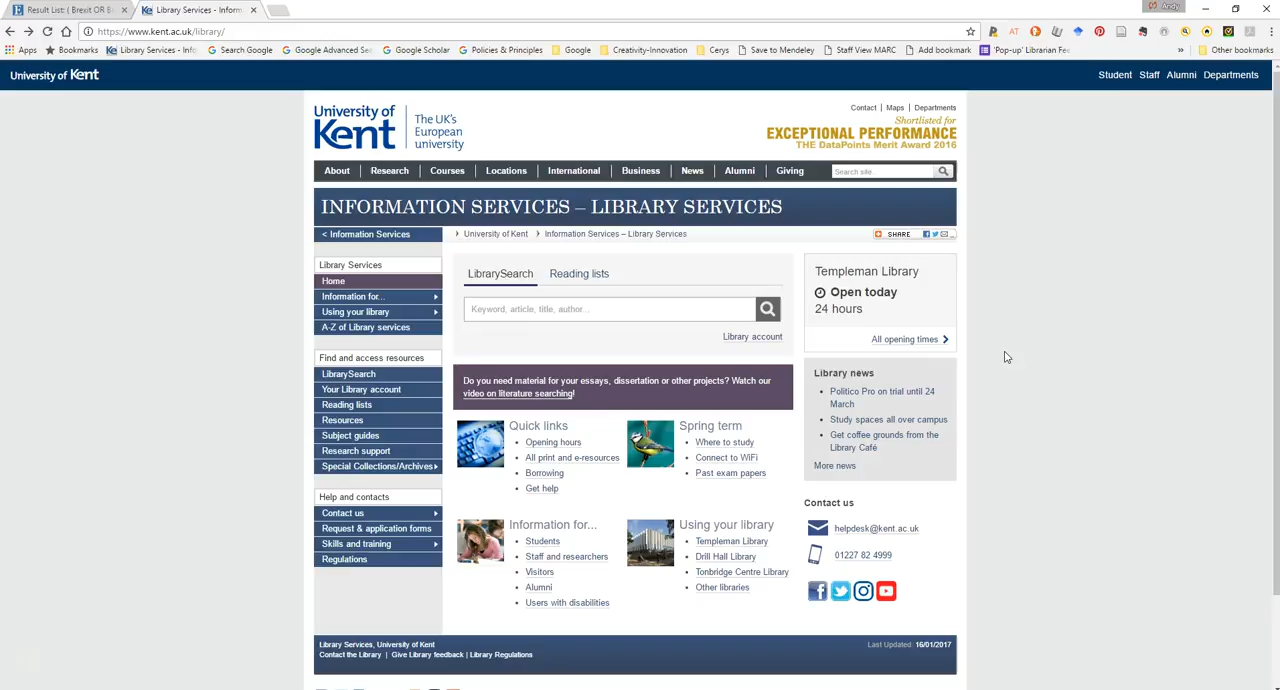 Result List: ( Brexit OR B
Library Services - Inform
Andy
https://www.kent.ac.uk/library/
Apps
Bookmarks
Library Services - Info
Search Google
Google Advanced Sea
Google Scholar
Policies & Principles
Google
Creativity-Innovation
Cerys
Save to Mendeley
Staff View MARC
Add bookmark
'Pop-up' Librarian Fee
»
Other bookmarks
University of Kent
Student Staff Alumni Departments
University of Kent
The UK's European university
Contact | Maps | Departments
Shortlisted for
EXCEPTIONAL PERFORMANCE
THE DataPoints Merit Award 2016
About Research Courses Locations International Business News Alumni Giving
Search site
INFORMATION SERVICES – LIBRARY SERVICES
< Information Services
University of Kent
Information Services – Library Services
SHARE
Library Services
Home
Information for...
Using your library
A-Z of Library services
Find and access resources
LibrarySearch
Your Library account
Reading lists
Resources
Subject guides
Research support
Special Collections/Archives
Help and contacts
Contact us
Request & application forms
Skills and training
Regulations
LibrarySearch
Reading lists
Keyword, article, title, author...
Library account
Do you need material for your essays, dissertation or other projects? Watch our
video on literature searching!
Quick links
Opening hours
All print and e-resources
Borrowing
Get help
Spring term
Where to study
Connect to WiFi
Past exam papers
Information for...
Students
Staff and researchers
Visitors
Alumni
Users with disabilities
Using your library
Templeman Library
Drill Hall Library
Tonbridge Centre Library
Other libraries
Templeman Library
Open today
24 hours
All opening times
Library news
Politico Pro on trial until 24
March
Study spaces all over campus
Get coffee grounds from the
Library Café
More news
Contact us
helpdesk@kent.ac.uk
01227 82 4999
Library Services, University of Kent
Last Updated: 16/01/2017
Contact the Library | Give Library feedback | Library Regulations